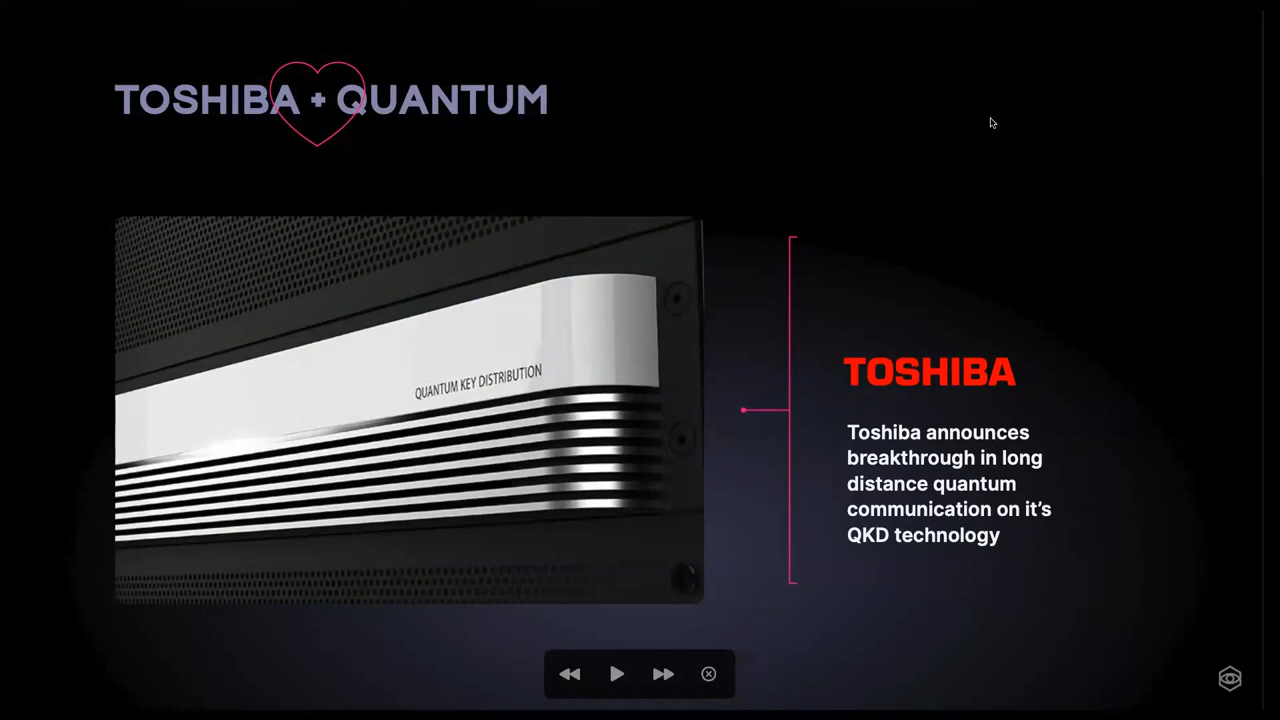 TOSHIBA + QUANTUM
QUANTUM KEY DISTRIBUTION
TOSHIBA
Toshiba announces
breakthrough in long
distance quantum
communication on it’s
QKD technology